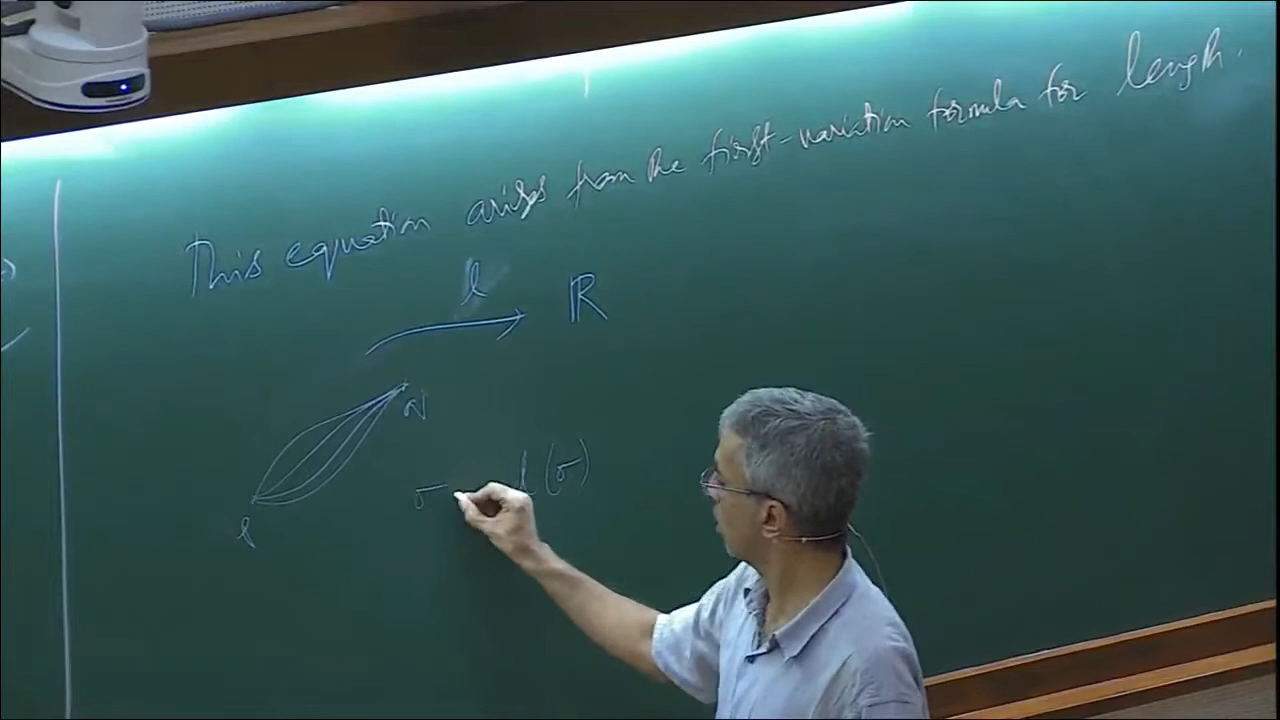 This equation arises from the first-variation formula for length.
l
ℝ
σ l(σ)